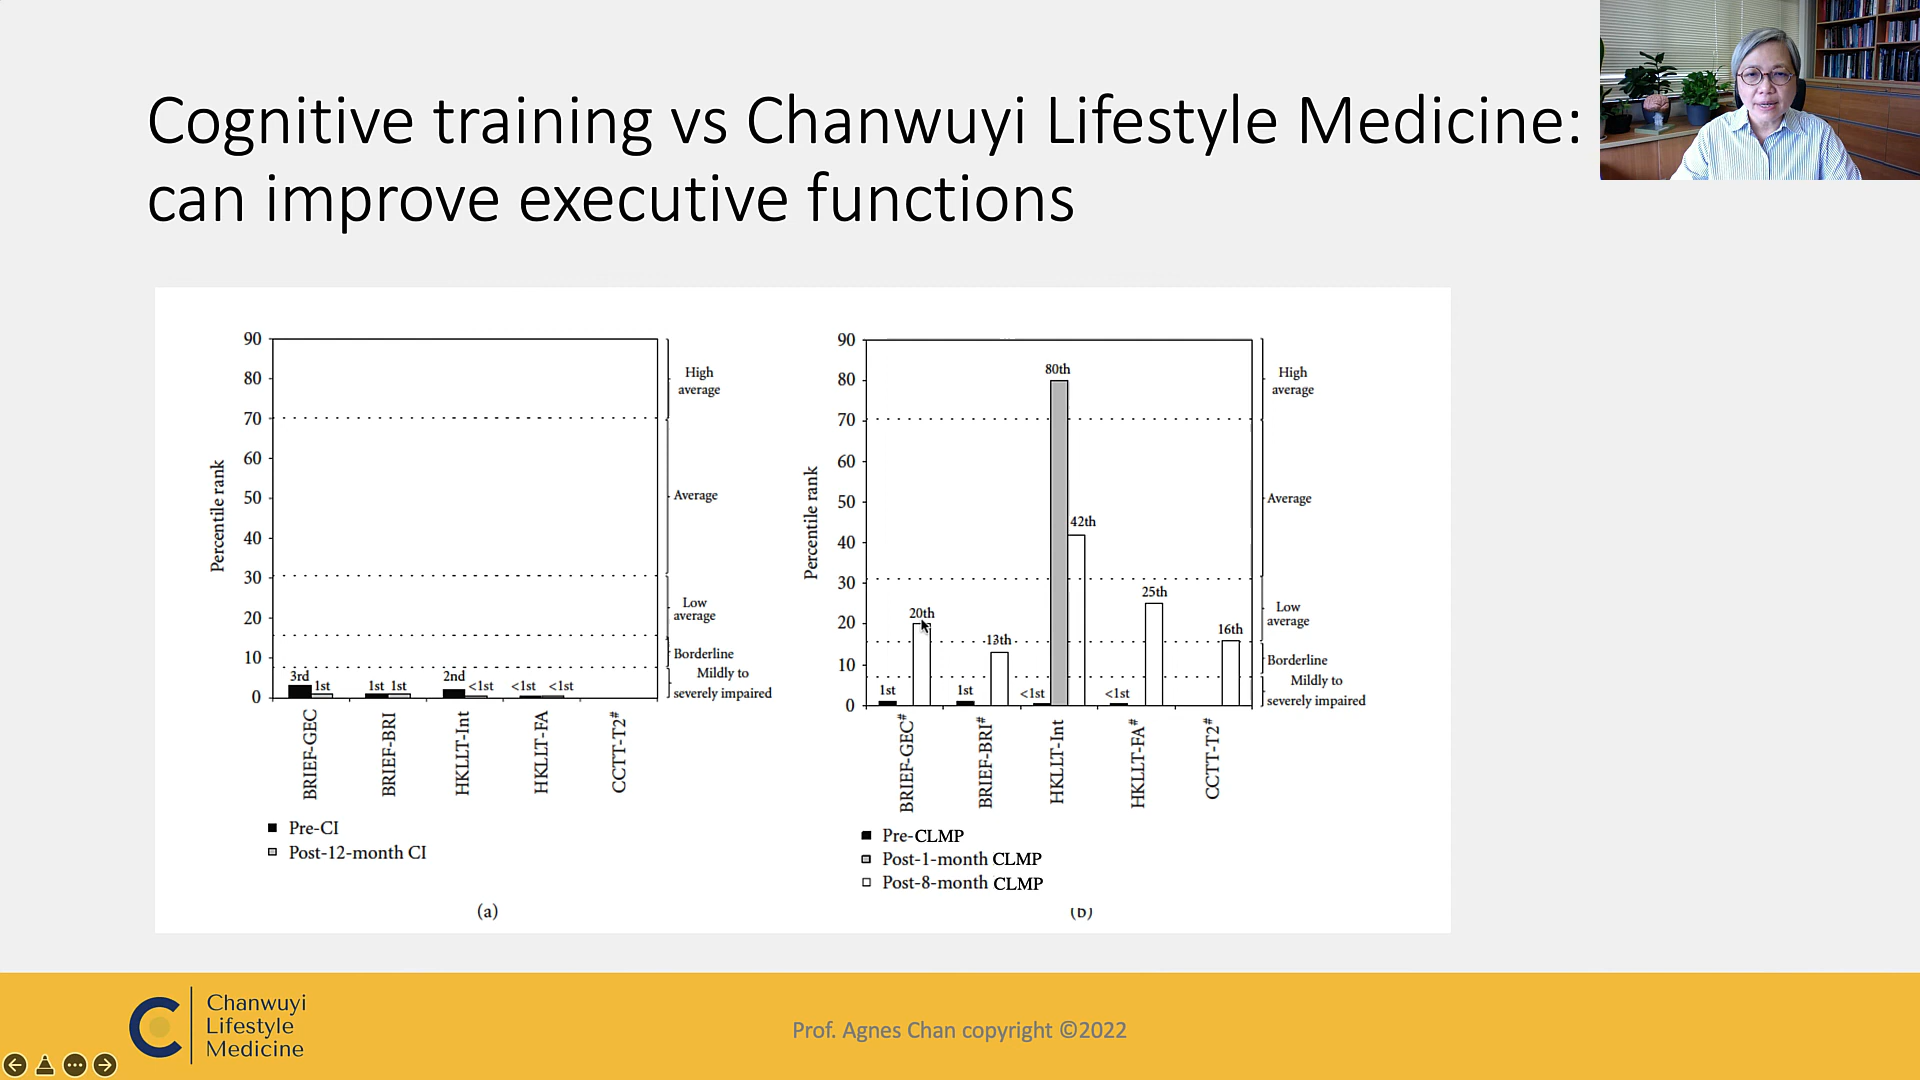 Cognitive training vs Chanwuyi Lifestyle Medicine:
can improve executive functions
90
80
70
60
50
40
30
20
10
0
Percentile rank
High
average
Average
Low
average
Borderline
Mildly to
severely impaired
3rd
1st
1st
1st
2nd
<1st
<1st
<1st
BRIEF-GEC
BRIEF-BRI
HKLLT-Int
HKLLT-FA
CCTT-T2#
Pre-CI
Post-12-month CI
(a)
90
80
70
60
50
40
30
20
10
0
Percentile rank
High
average
Average
Low
average
Borderline
Mildly to
severely impaired
1st
20th
1st
13th
<1st
80th
42th
<1st
25th
16th
BRIEF-GEC#
BRIEF-BRI#
HKLLT-Int
HKLLT-FA#
CCTT-T2#
Pre-CLMP
Post-1-month CLMP
Post-8-month CLMP
(b)
Chanwuyi
Lifestyle
Medicine
Prof. Agnes Chan copyright ©2022